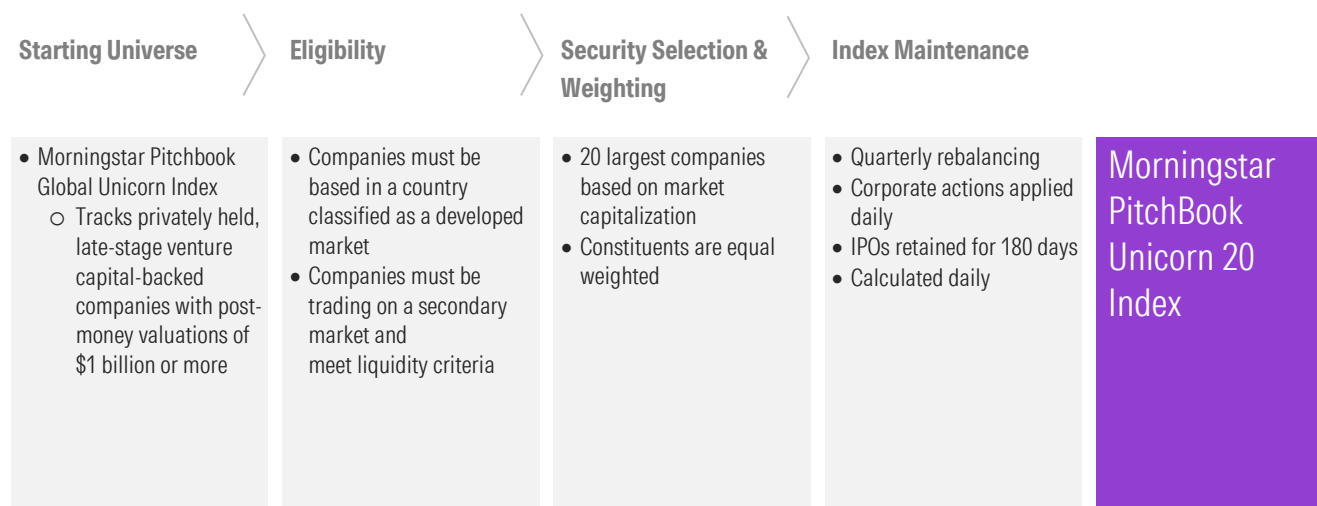 Starting Universe
• Morningstar Pitchbook
Global Unicorn Index
o Tracks privately held,
late-stage venture
capital-backed
companies with post-
money valuations of
$1 billion or more
Eligibility
• Companies must be
based in a country
classified as a developed
market
• Companies must be
trading on a secondary
market and
meet liquidity criteria
Security Selection &
Weighting
• 20 largest companies
based on market
capitalization
• Constituents are equal
weighted
Index Maintenance
• Quarterly rebalancing
• Corporate actions applied
daily
• IPOs retained for 180 days
• Calculated daily
Morningstar
PitchBook
Unicorn 20
Index